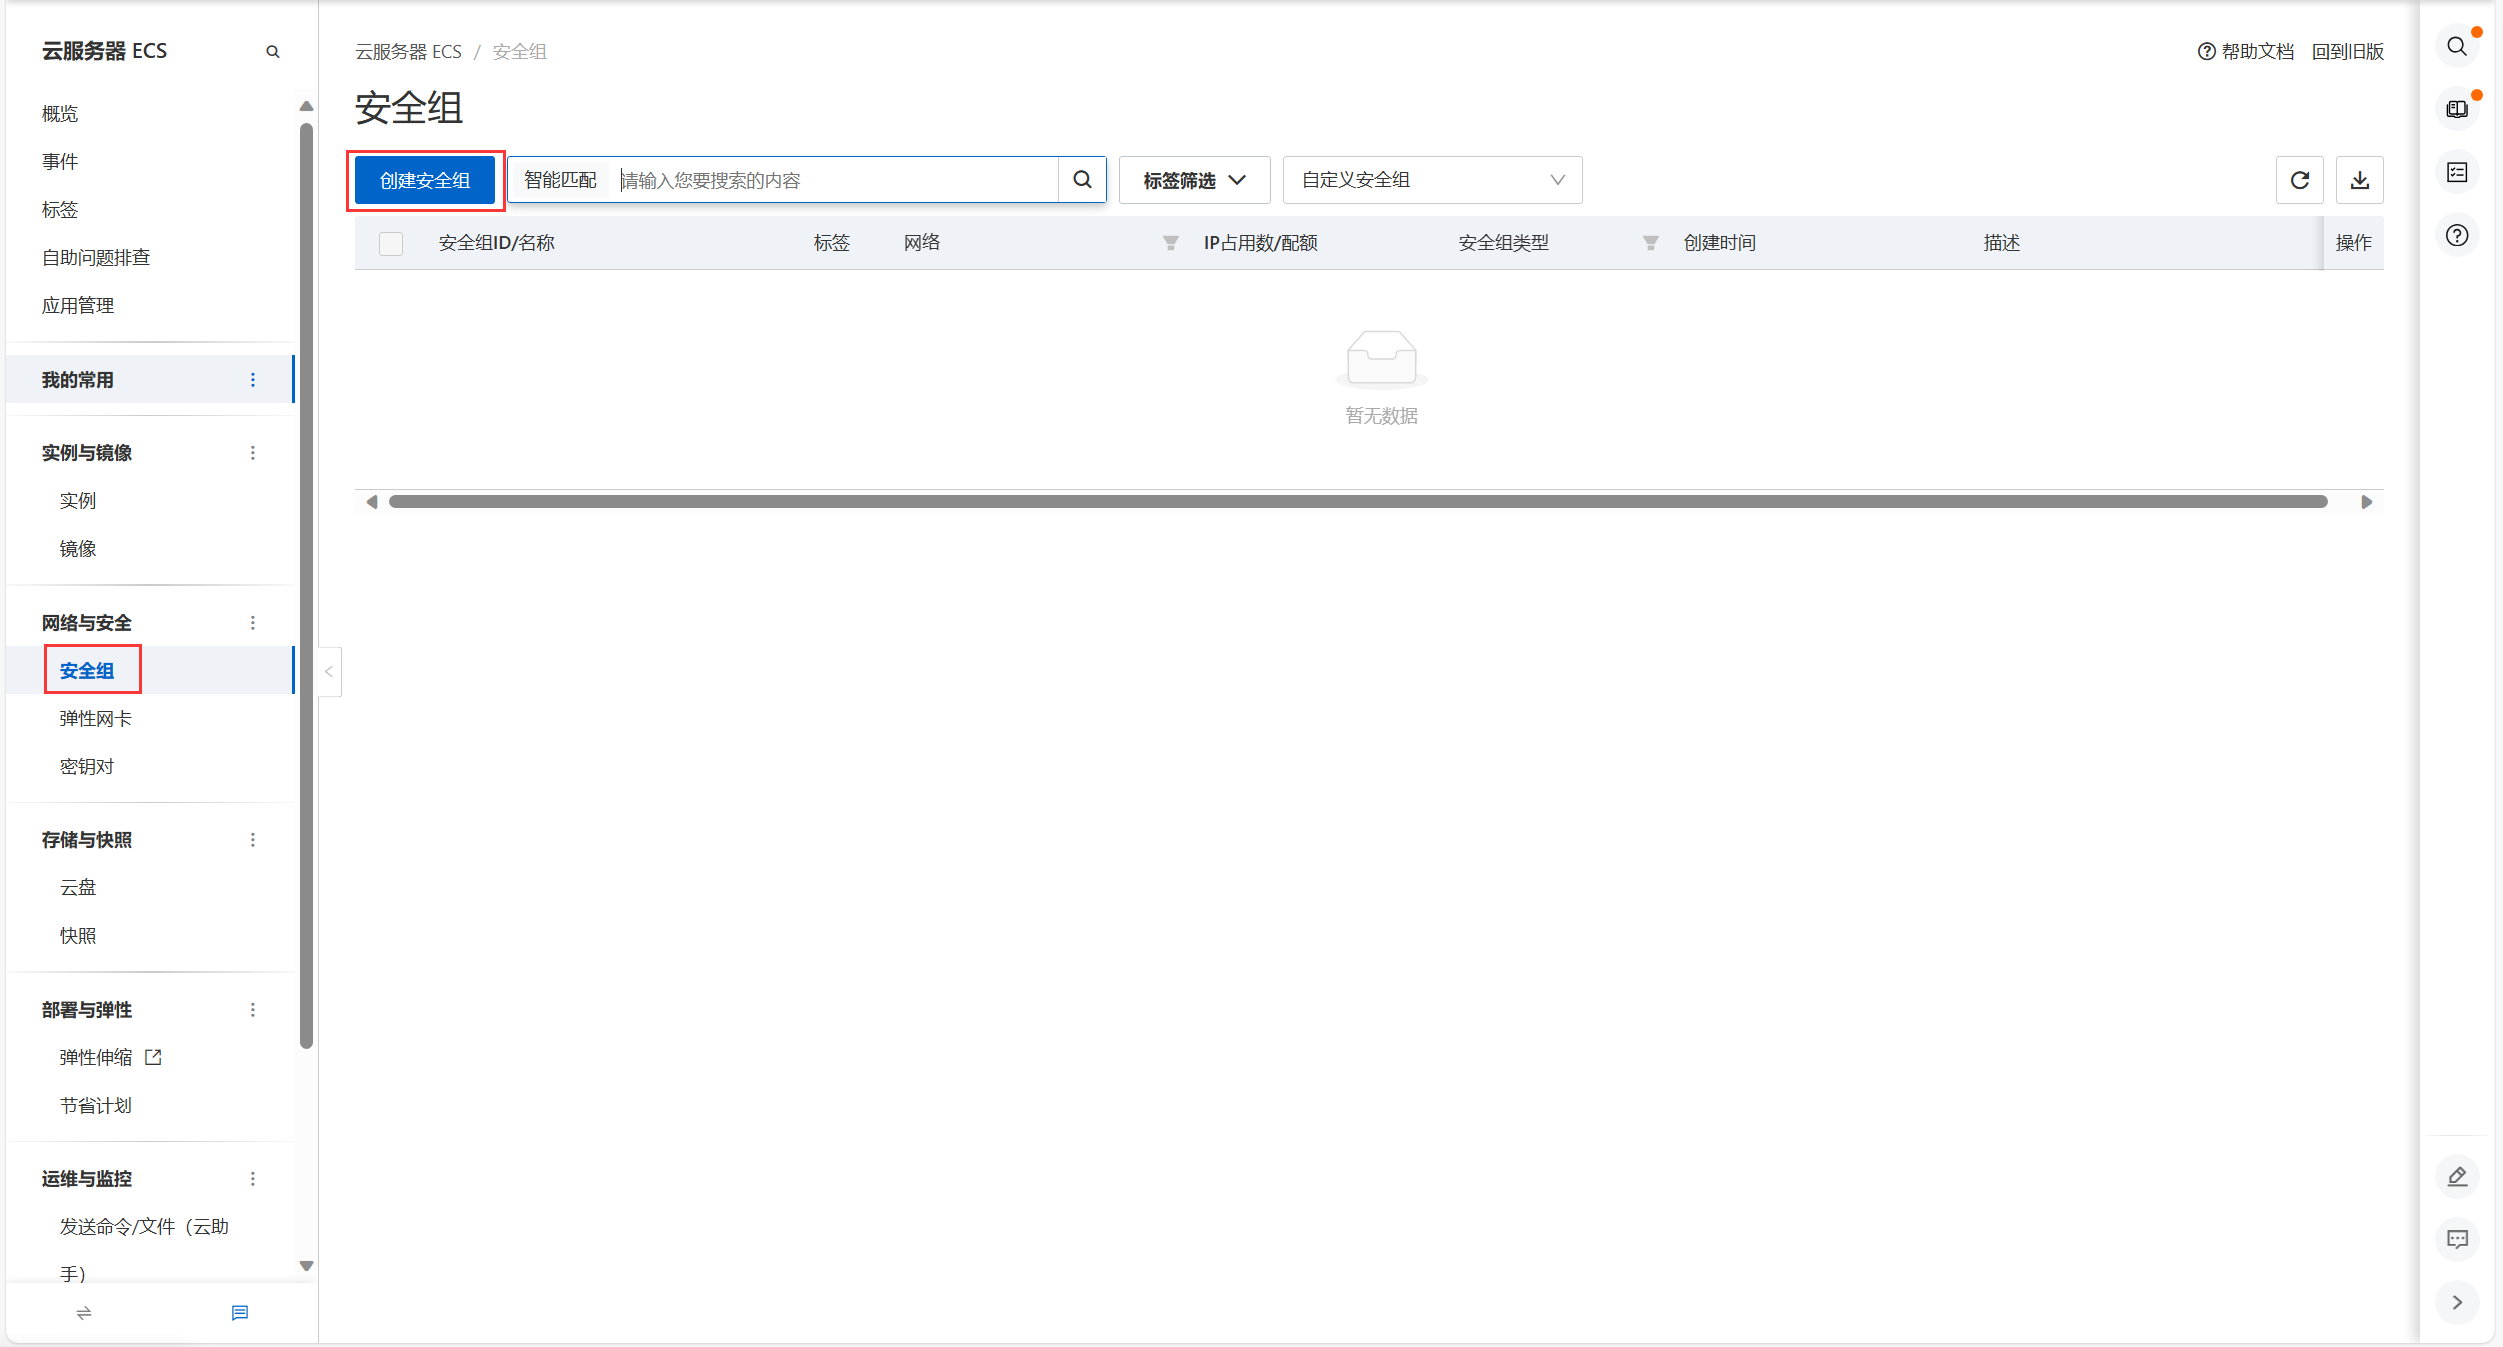 云服务器 ECS
概览
事件
标签
自助问题排查
应用管理
我的常用
实例与镜像
实例
镜像
网络与安全
安全组
弹性网卡
密钥对
存储与快照
云盘
快照
部署与弹性
弹性伸缩
节省计划
运维与监控
发送命令/文件（云助
手）
云服务器 ECS / 安全组
帮助文档 回到旧版
安全组
创建安全组 智能匹配 请输入您要搜索的内容 标签筛选 自定义安全组
安全组ID/名称 标签 网络 IP占用数/配额 安全组类型 创建时间 描述 操作
暂无数据